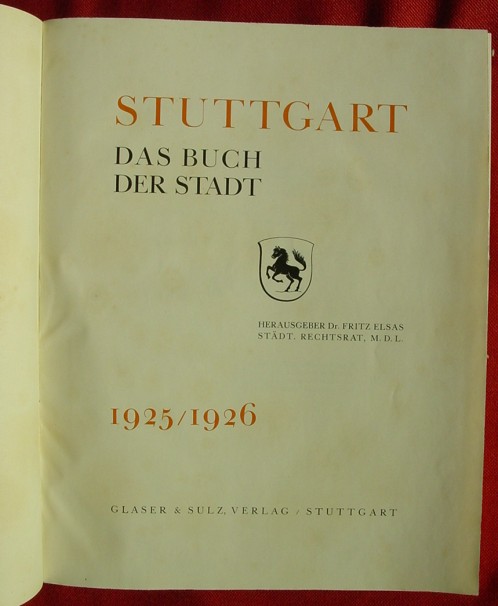 STUTTGART
DAS BUCH
DER STADT
HERAUSGEBER Dr. FRITZ ELSAS
STÄDT. RECHTSRAT, M. D. L.
1925/1926
GLASER & SULZ, VERLAG / STUTTGART